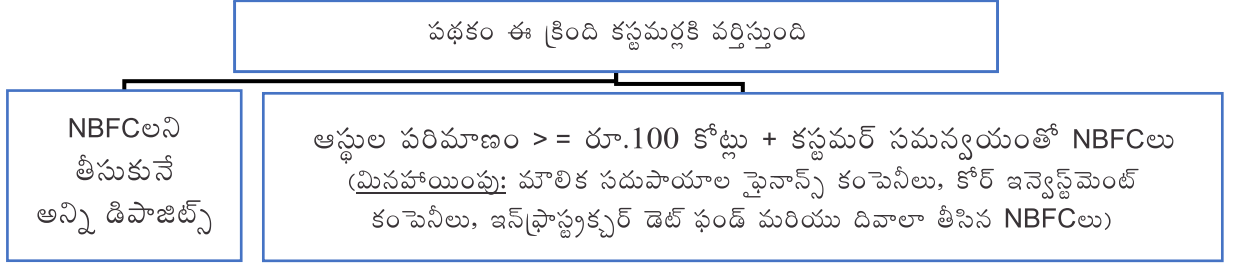 పథకం ఈ క్రింది కస్టమర్లకి వర్తిస్తుంది
NBFCలని
తీసుకునే
అన్ని డిపాజిట్స్
ఆస్థుల పరిమాణం > = రూ.100 కోట్లు + కస్టమర్ సమన్వయంతో NBFCలు
(మినహాయింపు: మౌలిక సదుపాయాల ఫైనాన్స్ కంపెనీలు, కోర్ ఇన్వెస్ట్‌మెంట్
కంపెనీలు, ఇన్‌ఫ్రాస్ట్రక్చర్ డెట్ ఫండ్ మరియు దివాలా తీసిన NBFCలు)